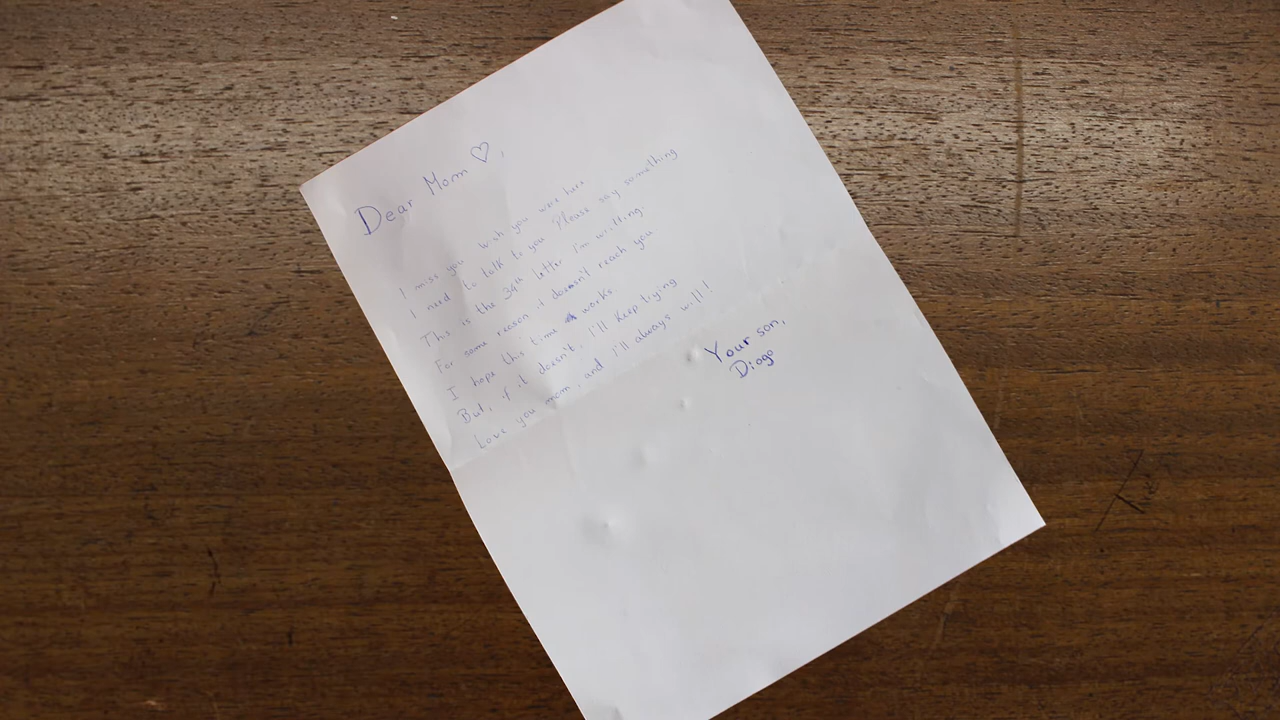 Dear Mom ♡,
I miss you wish you were here
I need to talk to you Please say something
This is the 34th letter I'm writting.
For some reason it doesn't reach you
I hope this time works.
But, if it doesn't, I'll keep trying
Love you mom, and I'll always will!
Your son,
Diogo